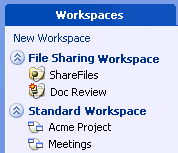 Workspaces
New Workspace
File Sharing Workspace
ShareFiles
Doc Review
Standard Workspace
Acme Project
Meetings